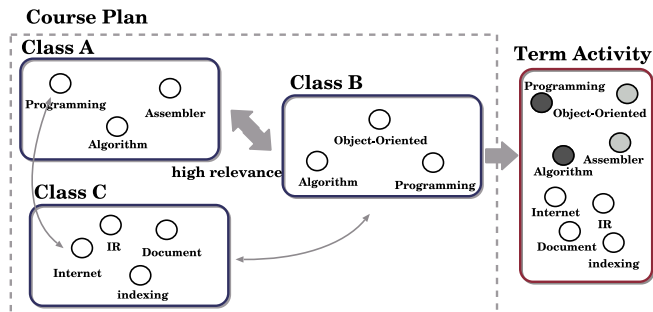 Course Plan
Class A
Programming
Assembler
Algorithm
high relevance
Class B
Object-Oriented
Algorithm
Programming
Class C
IR
Document
Internet
indexing
Term Activity
Programming
Object-Oriented
Assembler
Algorithm
Internet
IR
Document
indexing